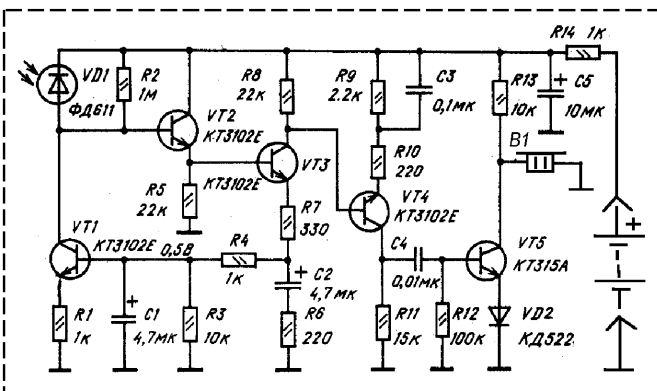 R14 1к
VD1
R2
1М
ФД611
R8
22к
R9
2.2к
C3
0,1мк
R13
10к
C5
10мк
+
VT2
КТ3102Е
B1
КТ3102Е
VT3
R10
220
R5
22к
VT4
КТ3102Е
+
VT1
КТ3102Е
0,5В
R4
1к
R7
330
C4
0,01мк
VT5
КТ315А
+
C2
4,7мк
+
R1
1к
C1
4,7мк
R3
10к
R6
220
R11
15к
R12
100к
VD2
КД522